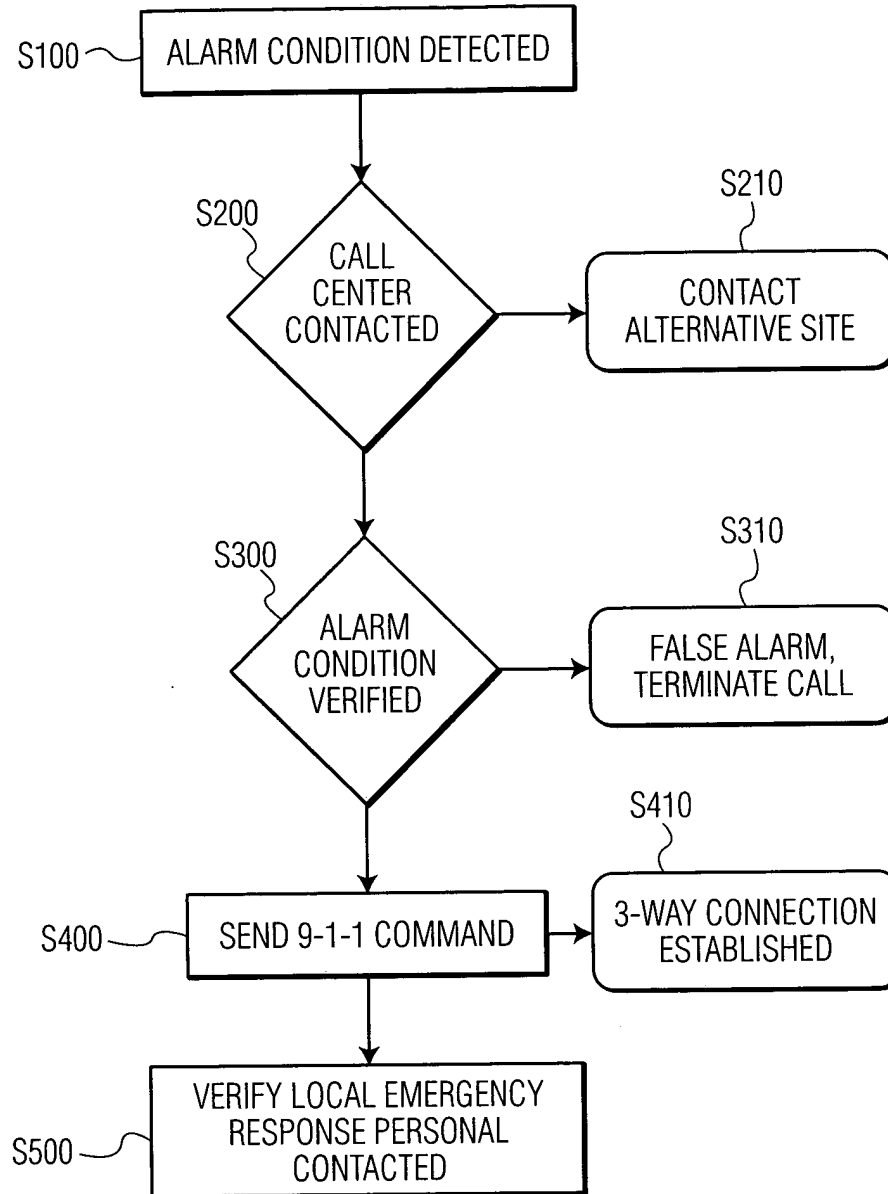 S100
ALARM CONDITION DETECTED
S200
CALL
CENTER
CONTACTED
S210
CONTACT
ALTERNATIVE SITE
S300
ALARM
CONDITION
VERIFIED
S310
FALSE ALARM,
TERMINATE CALL
S400
SEND 9-1-1 COMMAND
S410
3-WAY CONNECTION
ESTABLISHED
S500
VERIFY LOCAL EMERGENCY
RESPONSE PERSONAL
CONTACTED